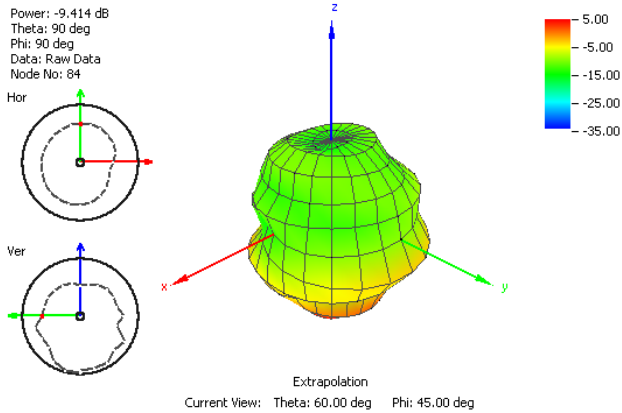 Power: -9.414 dB
Theta: 90 deg
Phi: 90 deg
Data: Raw Data
Node No: 84
Hor
Ver
z
x
y
5.00
-5.00
-15.00
-25.00
-35.00
Extrapolation
Current View: Theta: 60.00 deg Phi: 45.00 deg